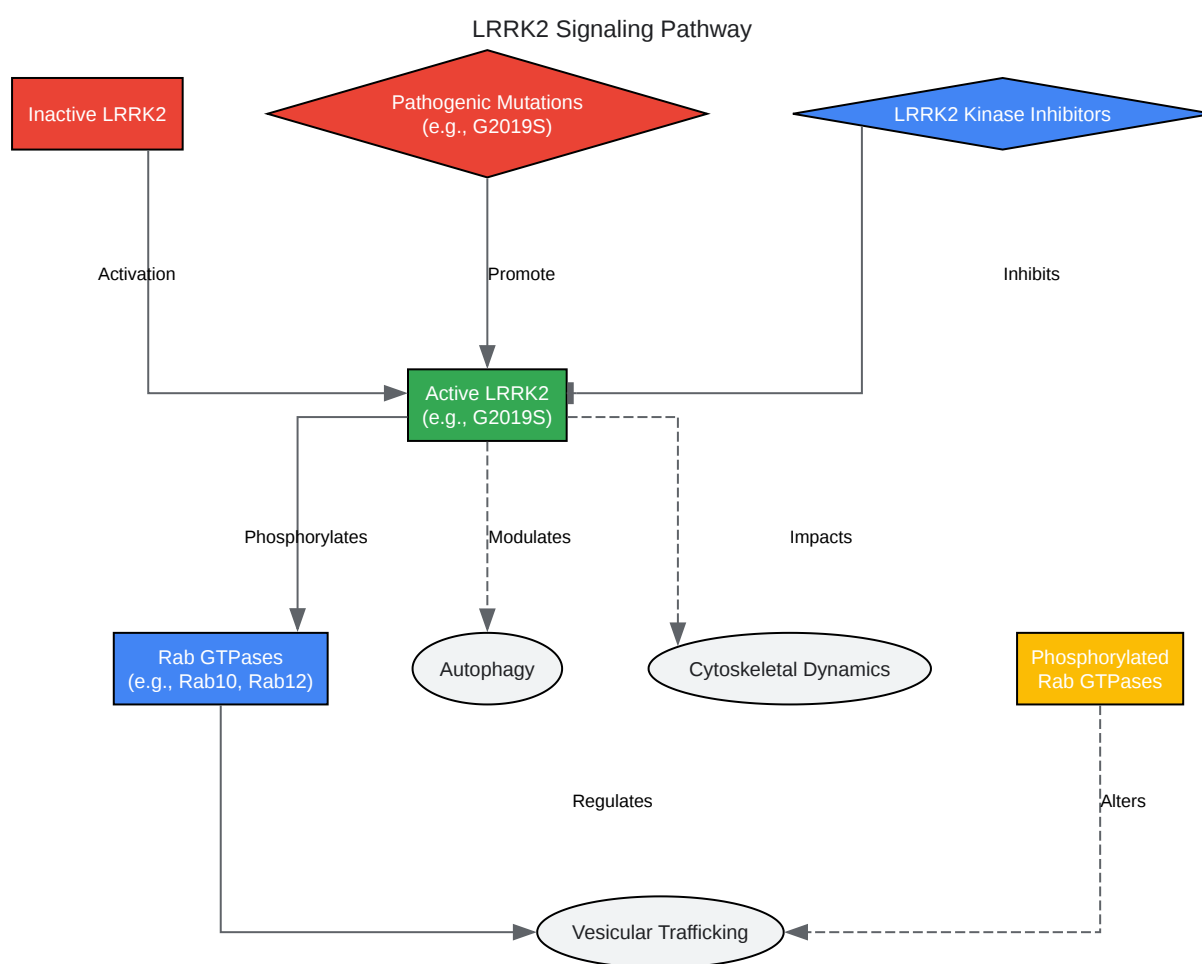 LRRK2 Signaling Pathway
Inactive LRRK2
Pathogenic Mutations
(e.g., G2019S)
LRRK2 Kinase Inhibitors
Activation
Promote
Inhibits
Active LRRK2
(e.g., G2019S)
Phosphorylates
Modulates
Impacts
Rab GTPases
(e.g., Rab10, Rab12)
Autophagy
Cytoskeletal Dynamics
Phosphorylated
Rab GTPases
Regulates
Alters
Vesicular Trafficking